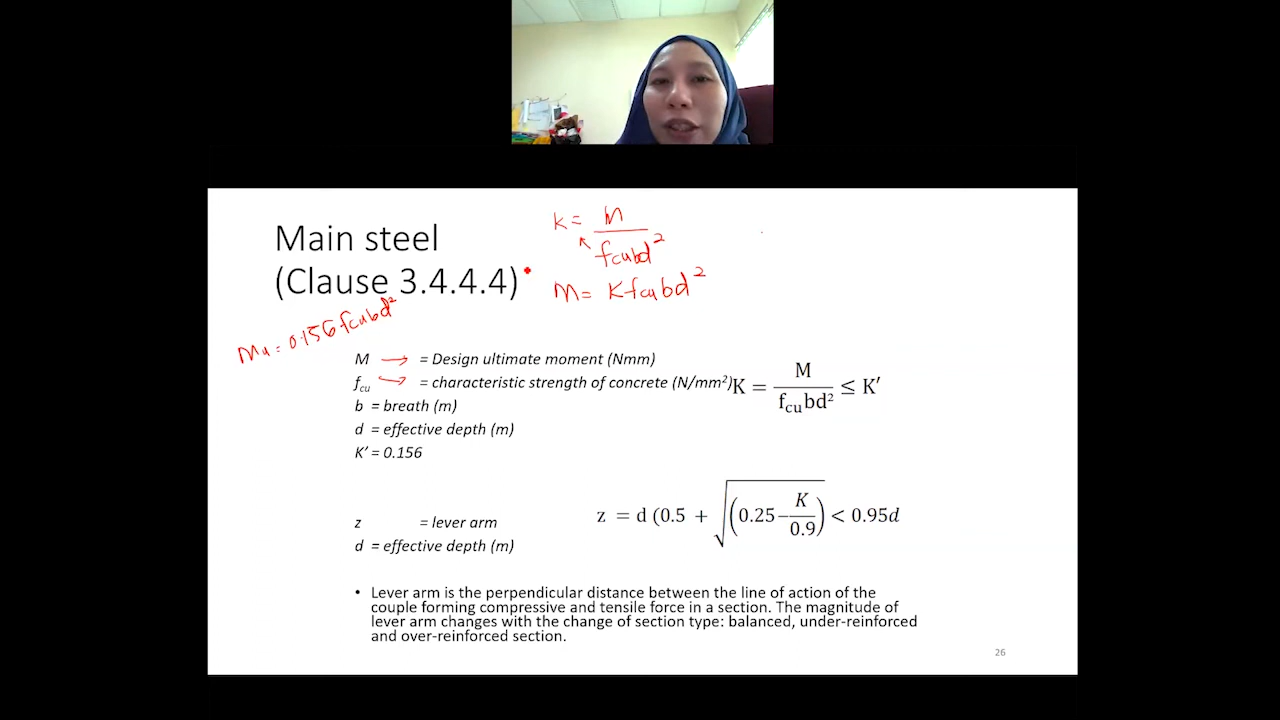 Main steel
(Clause 3.4.4.4)
K = M / fcubd²
M = Kfcubd²
Mu = 0.156 fcubd²
M = Design ultimate moment (Nmm)
fcu = characteristic strength of concrete (N/mm²)
b = breath (m)
d = effective depth (m)
K' = 0.156
K = M / fcubd² ≤ K′
z = lever arm
d = effective depth (m)
z = d (0.5 + √(0.25−K/0.9) < 0.95d
• Lever arm is the perpendicular distance between the line of action of the
couple forming compressive and tensile force in a section. The magnitude of
lever arm changes with the change of section type: balanced, under-reinforced
and over-reinforced section.
26